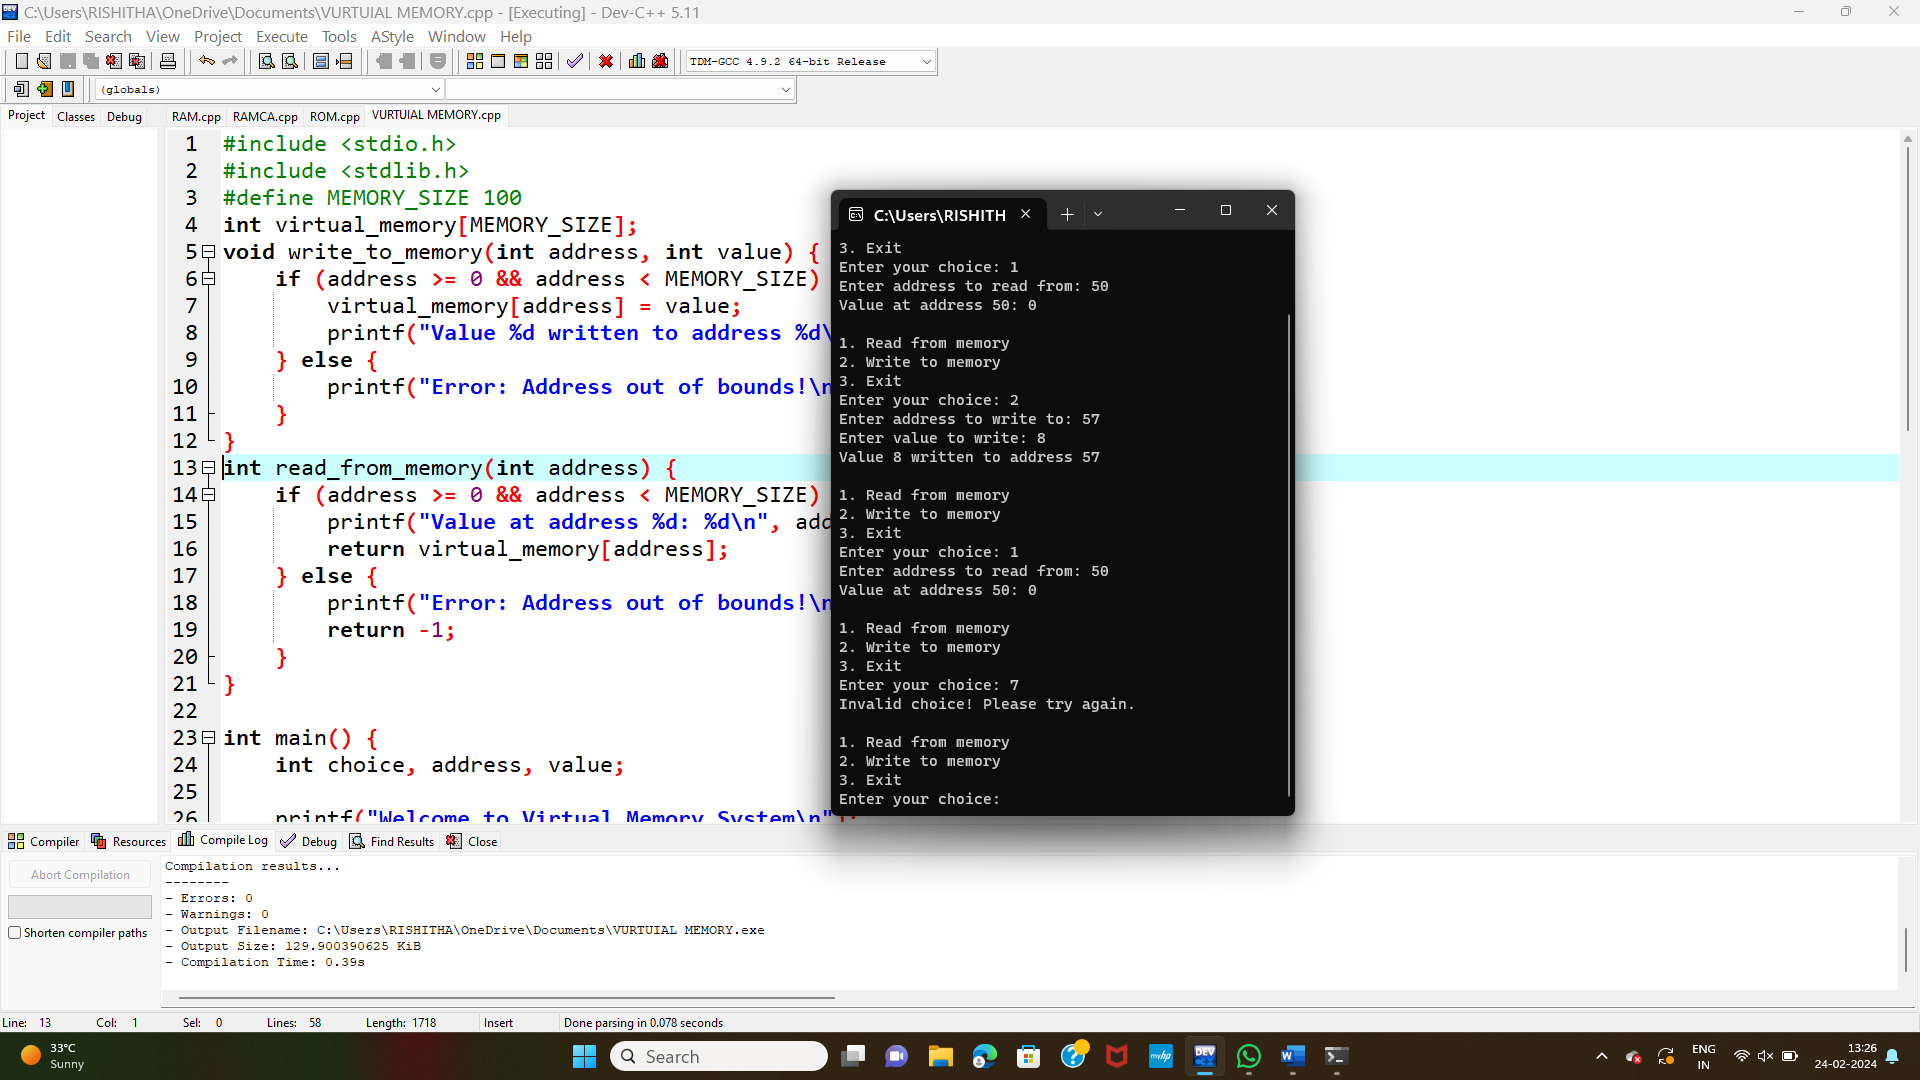 C:\Users\RISHITHA\OneDrive\Documents\VURTUIAL MEMORY.cpp - [Executing] - Dev-C++ 5.11
File Edit Search View Project Execute Tools AStyle Window Help
TDM-GCC 4.9.2 64-bit Release
(globals)
Project Classes Debug
RAM.cpp RAMCA.cpp ROM.cpp VURTUIAL MEMORY.cpp
1 #include <stdio.h>
2 #include <stdlib.h>
3 #define MEMORY_SIZE 100
4 int virtual_memory[MEMORY_SIZE];
5 void write_to_memory(int address, int value) {
6 if (address >= 0 && address < MEMORY_SIZE)
7 virtual_memory[address] = value;
8 printf("Value %d written to address %d\
9 } else {
10 printf("Error: Address out of bounds!\n
11 }
12 }
13 int read_from_memory(int address) {
14 if (address >= 0 && address < MEMORY_SIZE)
15 printf("Value at address %d: %d\n", add
16 return virtual_memory[address];
17 } else {
18 printf("Error: Address out of bounds!\n
19 return -1;
20 }
21 }
22
23 int main() {
24 int choice, address, value;
25
26 printf("Welcome to Virtual Memory System\n");
C:\Users\RISHITH
3. Exit
Enter your choice: 1
Enter address to read from: 50
Value at address 50: 0
1. Read from memory
2. Write to memory
3. Exit
Enter your choice: 2
Enter address to write to: 57
Enter value to write: 8
Value 8 written to address 57
1. Read from memory
2. Write to memory
3. Exit
Enter your choice: 1
Enter address to read from: 50
Value at address 50: 0
1. Read from memory
2. Write to memory
3. Exit
Enter your choice: 7
Invalid choice! Please try again.
1. Read from memory
2. Write to memory
3. Exit
Enter your choice:
Compiler Resources Compile Log Debug Find Results Close
Abort Compilation
Shorten compiler paths
Compilation results...
--------
- Errors: 0
- Warnings: 0
- Output Filename: C:\Users\RISHITHA\OneDrive\Documents\VURTUIAL MEMORY.exe
- Output Size: 129.900390625 KiB
- Compilation Time: 0.39s
Line: 13 Col: 1 Sel: 0 Lines: 58 Length: 1718 Insert Done parsing in 0.078 seconds
33°C
Sunny
Search
DEV
myhp
W
ENG
IN
13:26
24-02-2024